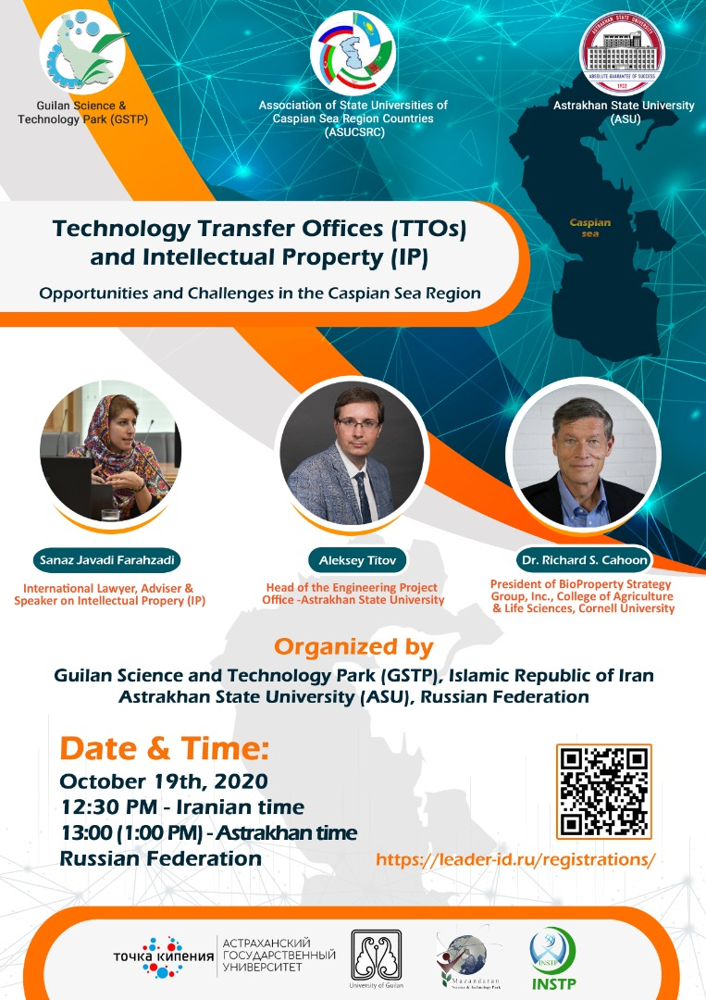 Guilan Science &
Technology Park (GSTP)
Association of State Universities of
Caspian Sea Region Countries
(ASUCSRC)
ASTRAKHAN STATE UNIVERSITY
ABSOLUTE GUARANTEE OF SUCCESS
1932
Astrakhan State University
(ASU)
Technology Transfer Offices (TTOs)
and Intellectual Property (IP)
Opportunities and Challenges in the Caspian Sea Region
Caspian
sea
Sanaz Javadi Farahzadi
International Lawyer, Adviser &
Speaker on Intellectual Propery (IP)
Aleksey Titov
Head of the Engineering Project
Office -Astrakhan State University
Dr. Richard S. Cahoon
President of BioProperty Strategy
Group, Inc., College of Agriculture
& Life Sciences, Cornell University
Organized by
Guilan Science and Technology Park (GSTP), Islamic Republic of Iran
Astrakhan State University (ASU), Russian Federation
Date & Time:
October 19th, 2020
12:30 PM - Iranian time
13:00 (1:00 PM) - Astrakhan time
Russian Federation
https://leader-id.ru/registrations/
точка кипения
АСТРАХАНСКИЙ
ГОСУДАРСТВЕННЫЙ
УНИВЕРСИТЕТ
University of Guilan
Mazandaran
Science & Technology Park
INSTP
INSTP